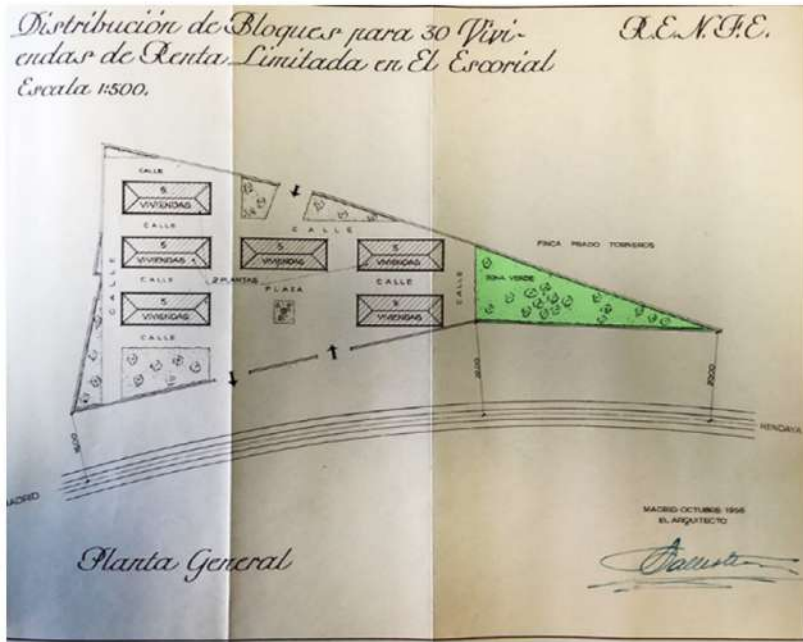 Distribución de Bloques para 30 Vivi-
endas de Renta Limitada en El Escorial
Escala 1:500.
R.E.N.F.E.
CALLE
5
VIVIENDAS
CALLE
CALLE
5
VIVIENDAS
5
VIVIENDAS
5
VIVIENDAS
FINCA PRADO TORNEROS
ZONA VERDE
CALLE
CALLE
2 PLANTAS
PLAZA
CALLE
CALLE
5
VIVIENDAS
VIVIENDAS
CALLE
MADRID
HENDAYA
MADRID OCTUBRE 1956
EL ARQUITECTO
Planta General